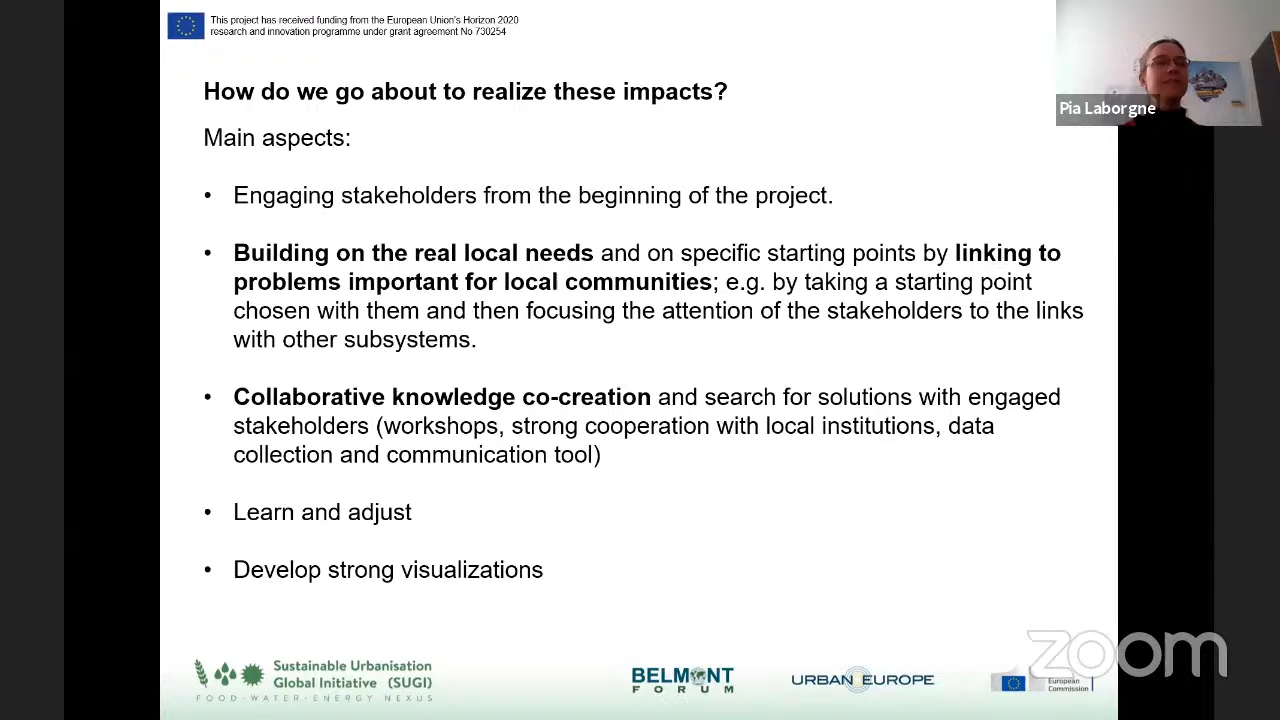 This project has received funding from the European Union's Horizon 2020
research and innovation programme under grant agreement No 730254
Pia Laborgne
How do we go about to realize these impacts?
Main aspects:
• Engaging stakeholders from the beginning of the project.
• Building on the real local needs and on specific starting points by linking to
problems important for local communities; e.g. by taking a starting point
chosen with them and then focusing the attention of the stakeholders to the links
with other subsystems.
• Collaborative knowledge co-creation and search for solutions with engaged
stakeholders (workshops, strong cooperation with local institutions, data
collection and communication tool)
• Learn and adjust
• Develop strong visualizations
Sustainable Urbanisation
Global Initiative (SUGI)
FOOD-WATER-ENERGY NEXUS
BELMONT
FORUM
URBAN EUROPE
European
Commission
zoom